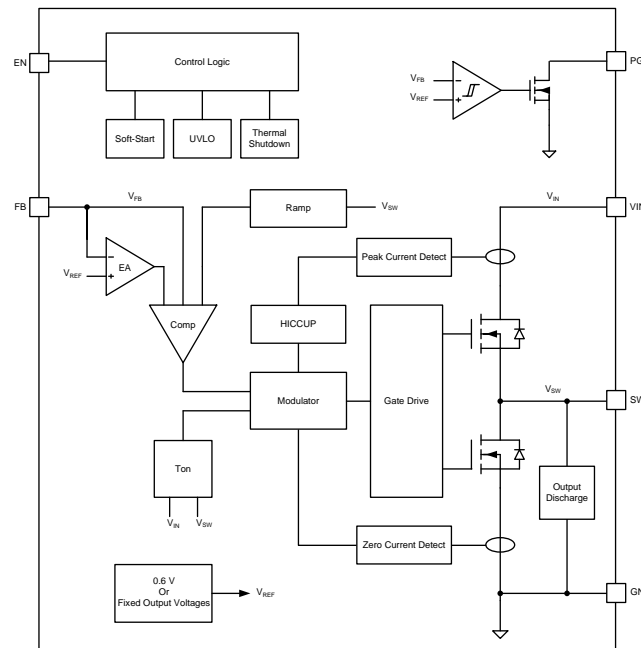 EN
Control Logic
Soft-Start
UVLO
Thermal
Shutdown
VFB
VREF
PG
FB
VFB
Ramp
VSW
VIN
VIN
VREF
EA
Peak Current Detect
Comp
HICCUP
Modulator
Gate Drive
VSW
SW
Ton
VIN
VSW
Output
Discharge
Zero Current Detect
0.6 V
Or
Fixed Output Voltages
VREF
GN